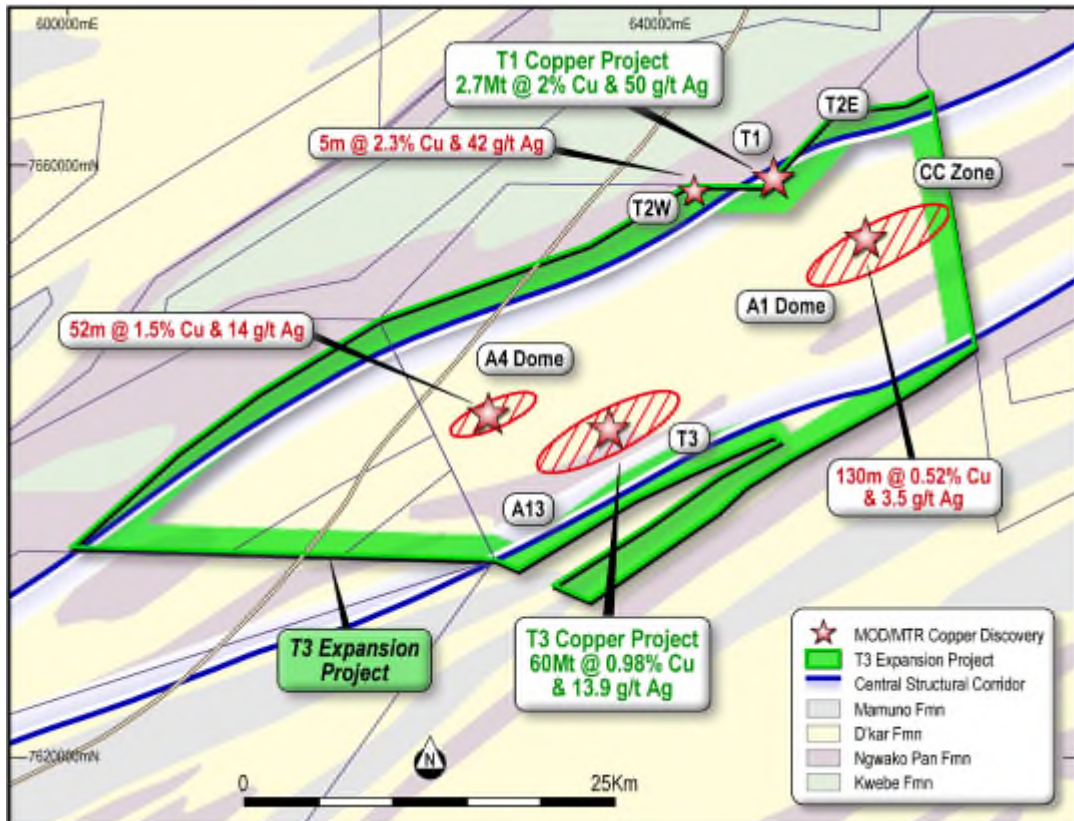 600000mE
640000mE
T1 Copper Project
2.7Mt @ 2% Cu & 50 g/t Ag
T2E
5m @ 2.3% Cu & 42 g/t Ag
T1
7660000mN
CC Zone
T2W
A1 Dome
52m @ 1.5% Cu & 14 g/t Ag
A4 Dome
T3
130m @ 0.52% Cu
& 3.5 g/t Ag
A13
T3 Expansion
Project
T3 Copper Project
60Mt @ 0.98% Cu
& 13.9 g/t Ag
MOD/MTR Copper Discovery
T3 Expansion Project
Central Structural Corridor
Mamuno Fmn
D'kar Fmn
Ngwako Pan Fmn
Kwebe Fmn
7620000mN
N
0
25Km